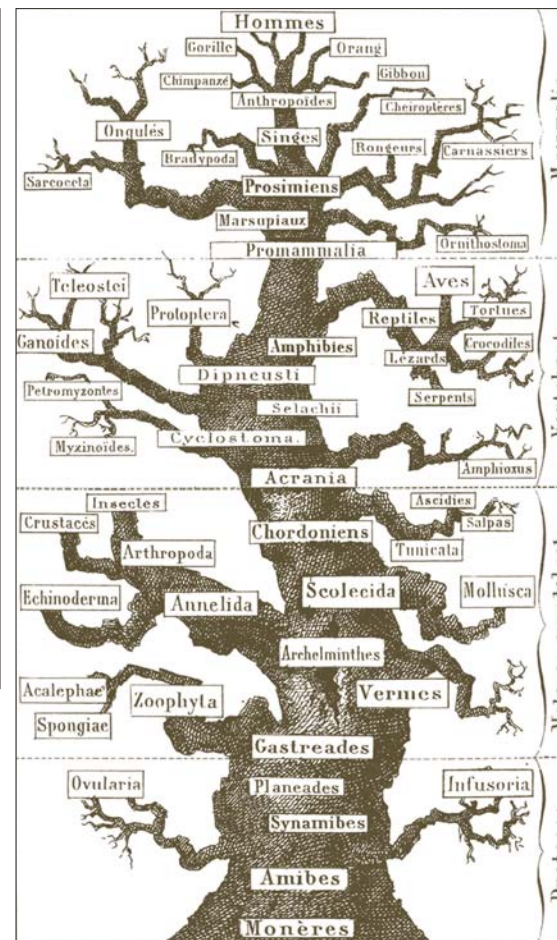 Hommes
Gorille
Orang
Chimpanzé
Gibbon
Anthropoïdes
Cheiroptères
Ongulés
Singes
Bradypoda
Rongeurs
Carnassiers
Sarcoceta
Prosimiens
Marsupiaux
Ornithostoma
Promammalia
Teleostei
Aves
Protoptera
Reptiles
Tortues
Ganoïdes
Amphibies
Lézards
Crocodiles
Dipneusti
Petromyzontes
Serpents
Selachii
Cyclostoma.
Myxinoïdes.
Amphioxus
Acrania
Insectes
Ascidies
Crustacés
Salpas
Chordoniens
Tunicata
Arthropoda
Echinoderma
Annelida
Scolecida
Mollusca
Archelminthes
Acalephae
Zoophyta
Vermes
Spongiae
Gastreades
Ovularia
Planeades
Infusoria
Synamibes
Amibes
Monères